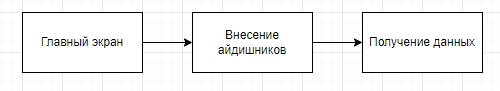 Главный экран
Внесение
айдишников
Получение данных